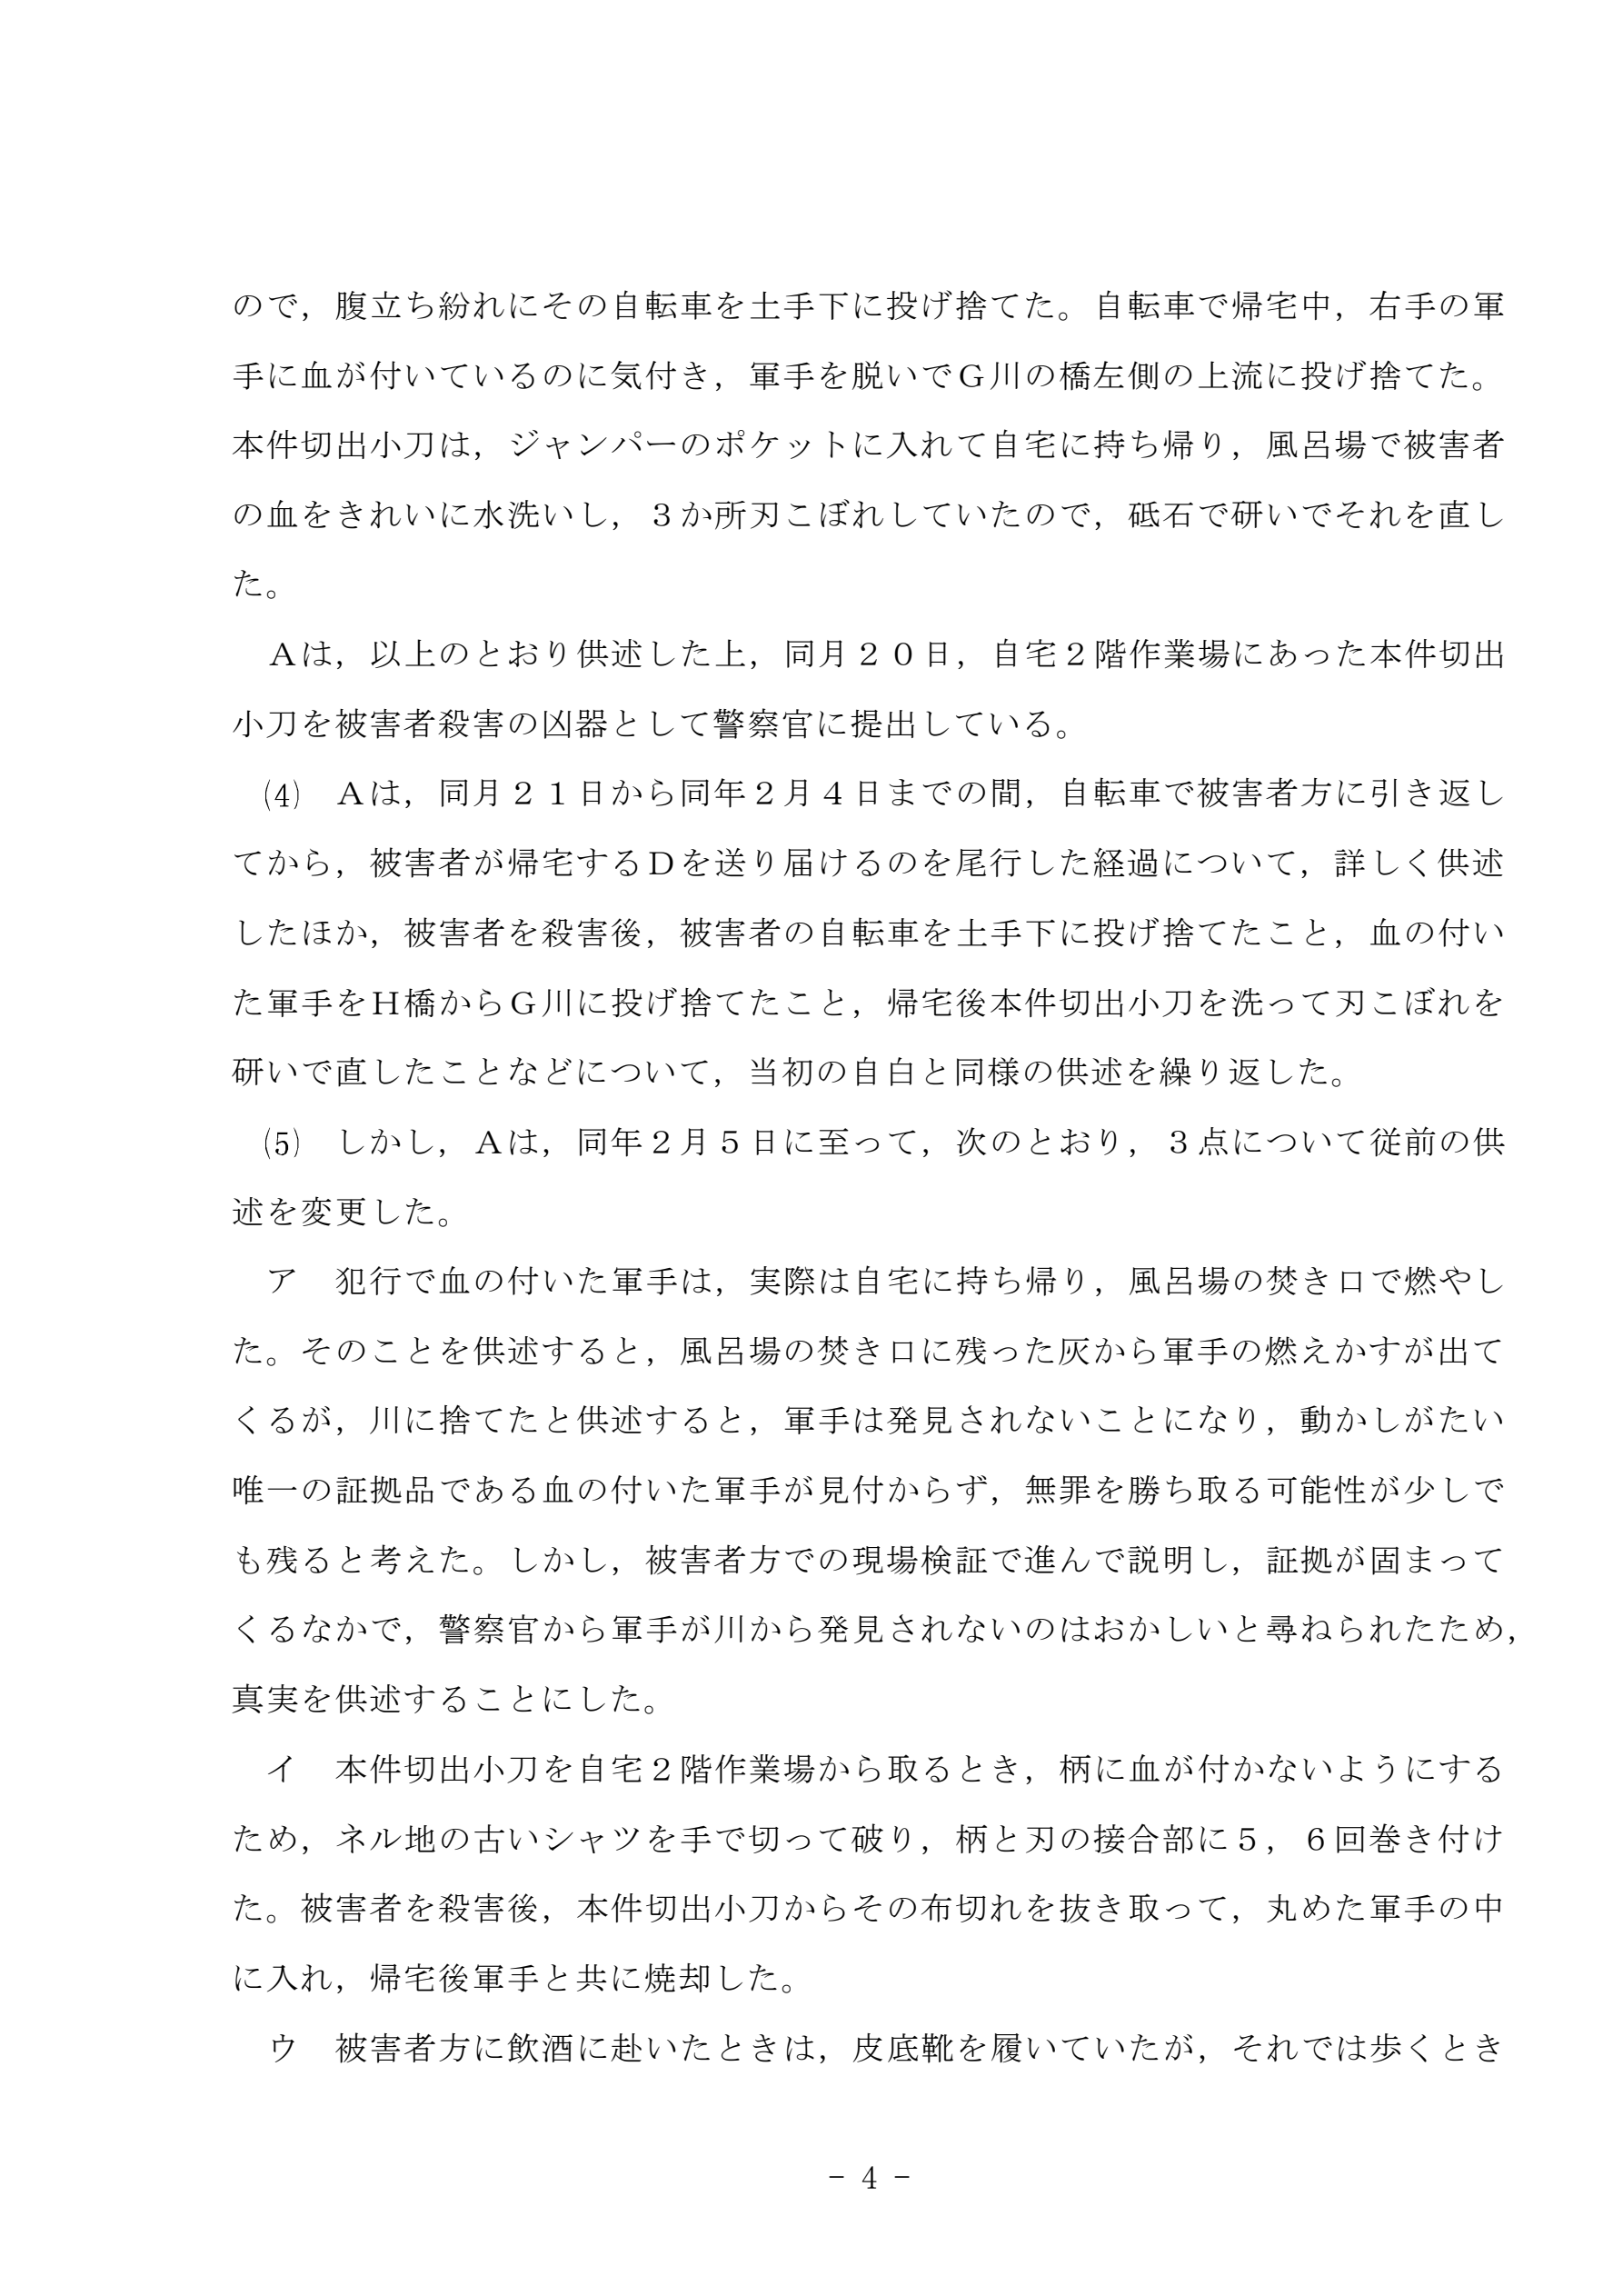 ので，腹立ち紛れにその自転車を土手下に投げ捨てた。自転車で帰宅中，右手の軍
手に血が付いているのに気付き，軍手を脱いでＧ川の橋左側の上流に投げ捨てた。
本件切出小刀は，ジャンパーのポケットに入れて自宅に持ち帰り，風呂場で被害者
の血をきれいに水洗いし，３か所刃こぼれしていたので，砥石で研いでそれを直し
た。
　Ａは，以上のとおり供述した上，同月２０日，自宅２階作業場にあった本件切出
小刀を被害者殺害の凶器として警察官に提出している。
　(4)　Ａは，同月２１日から同年２月４日までの間，自転車で被害者方に引き返し
てから，被害者が帰宅するＤを送り届けるのを尾行した経過について，詳しく供述
したほか，被害者を殺害後，被害者の自転車を土手下に投げ捨てたこと，血の付い
た軍手をＨ橋からＧ川に投げ捨てたこと，帰宅後本件切出小刀を洗って刃こぼれを
研いで直したことなどについて，当初の自白と同様の供述を繰り返した。
　(5)　しかし，Ａは，同年２月５日に至って，次のとおり，３点について従前の供
述を変更した。
　ア　犯行で血の付いた軍手は，実際は自宅に持ち帰り，風呂場の焚き口で燃やし
た。そのことを供述すると，風呂場の焚き口に残った灰から軍手の燃えかすが出て
くるが，川に捨てたと供述すると，軍手は発見されないことになり，動かしがたい
唯一の証拠品である血の付いた軍手が見付からず，無罪を勝ち取る可能性が少しで
も残ると考えた。しかし，被害者方での現場検証で進んで説明し，証拠が固まって
くるなかで，警察官から軍手が川から発見されないのはおかしいと尋ねられたため，
真実を供述することにした。
　イ　本件切出小刀を自宅２階作業場から取るとき，柄に血が付かないようにする
ため，ネル地の古いシャツを手で切って破り，柄と刃の接合部に５，６回巻き付け
た。被害者を殺害後，本件切出小刀からその布切れを抜き取って，丸めた軍手の中
に入れ，帰宅後軍手と共に焼却した。
　ウ　被害者方に飲酒に赴いたときは，皮底靴を履いていたが，それでは歩くとき
- 4 -